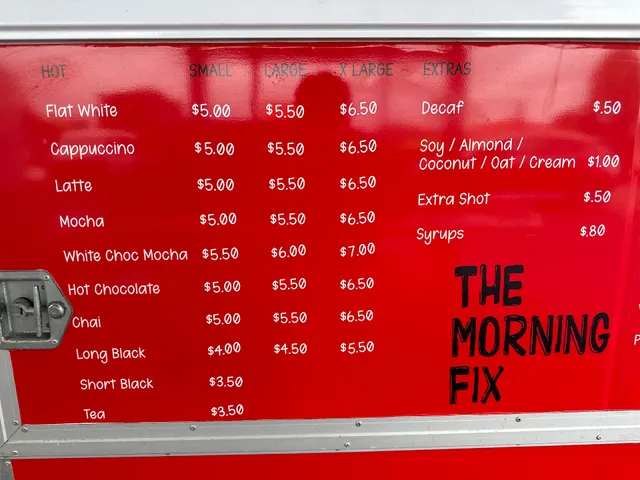 HOT SMALL LARGE X LARGE EXTRAS
Flat White $5.00 $5.50 $6.50 Decaf $.50
Cappuccino $5.00 $5.50 $6.50 Soy / Almond /
Coconut / Oat / Cream $1.00
Latte $5.00 $5.50 $6.50 Extra Shot $.50
Mocha $5.00 $5.50 $6.50 Syrups $.80
White Choc Mocha $5.50 $6.00 $7.00
Hot Chocolate $5.00 $5.50 $6.50
Chai $5.00 $5.50 $6.50
Long Black $4.00 $4.50 $5.50
Short Black $3.50
Tea $3.50
THE
MORNING
FIX